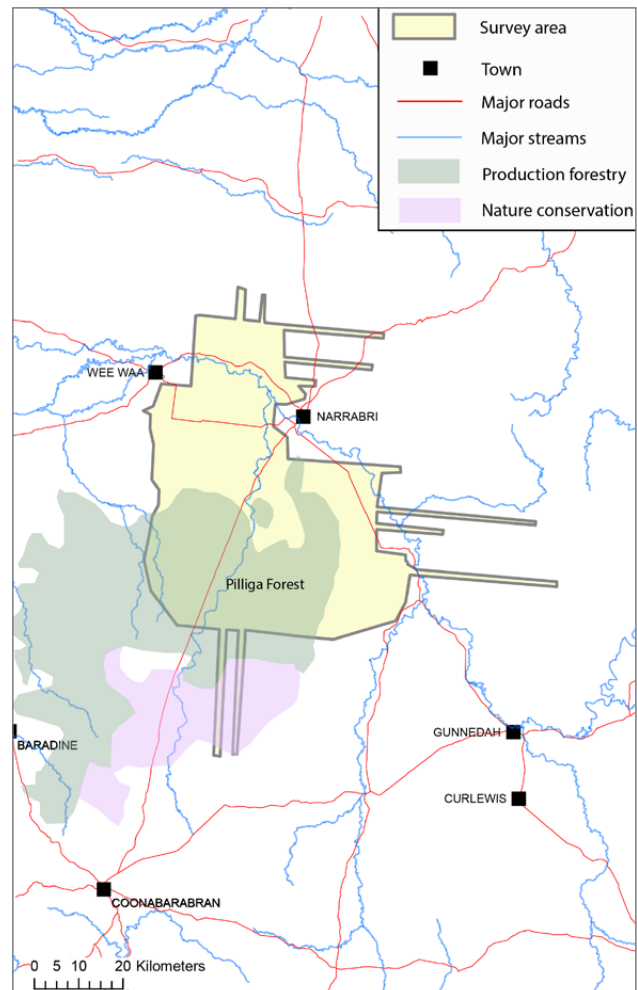 Survey area
Town
Major roads
Major streams
Production forestry
Nature conservation
WEE WAA
NARRABRI
Pilliga Forest
GUNNEDAH
BARADINE
CURLEWIS
COONABARABRAN
0 5 10 20 Kilometers